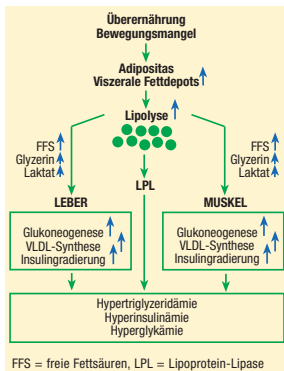 Überernährung
Bewegungsmangel
Adipositas
Viszerale Fettdepots
Lipolyse
FFS
Glyzerin
Laktat
FFS
Glyzerin
Laktat
LPL
LEBER
MUSKEL
Glukoneogenese
VLDL-Synthese
Insulingradierung
Glukoneogenese
VLDL-Synthese
Insulingradierung
Hypertriglyzeridämie
Hyperinsulinämie
Hyperglykämie
FFS = freie Fettsäuren, LPL = Lipoprotein-Lipase